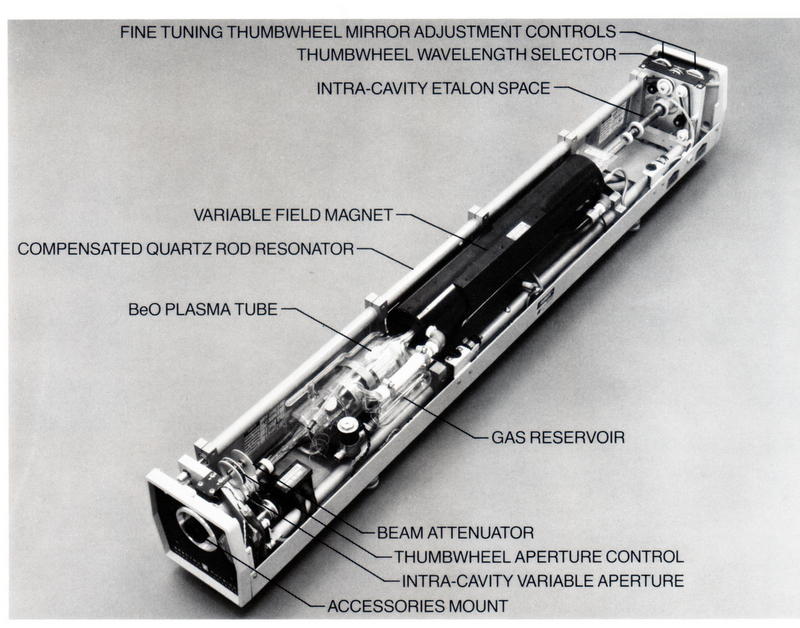 FINE TUNING THUMBWHEEL MIRROR ADJUSTMENT CONTROLS
THUMBWHEEL WAVELENGTH SELECTOR
INTRA-CAVITY ETALON SPACE
VARIABLE FIELD MAGNET
COMPENSATED QUARTZ ROD RESONATOR
BeO PLASMA TUBE
GAS RESERVOIR
BEAM ATTENUATOR
THUMBWHEEL APERTURE CONTROL
INTRA-CAVITY VARIABLE APERTURE
ACCESSORIES MOUNT